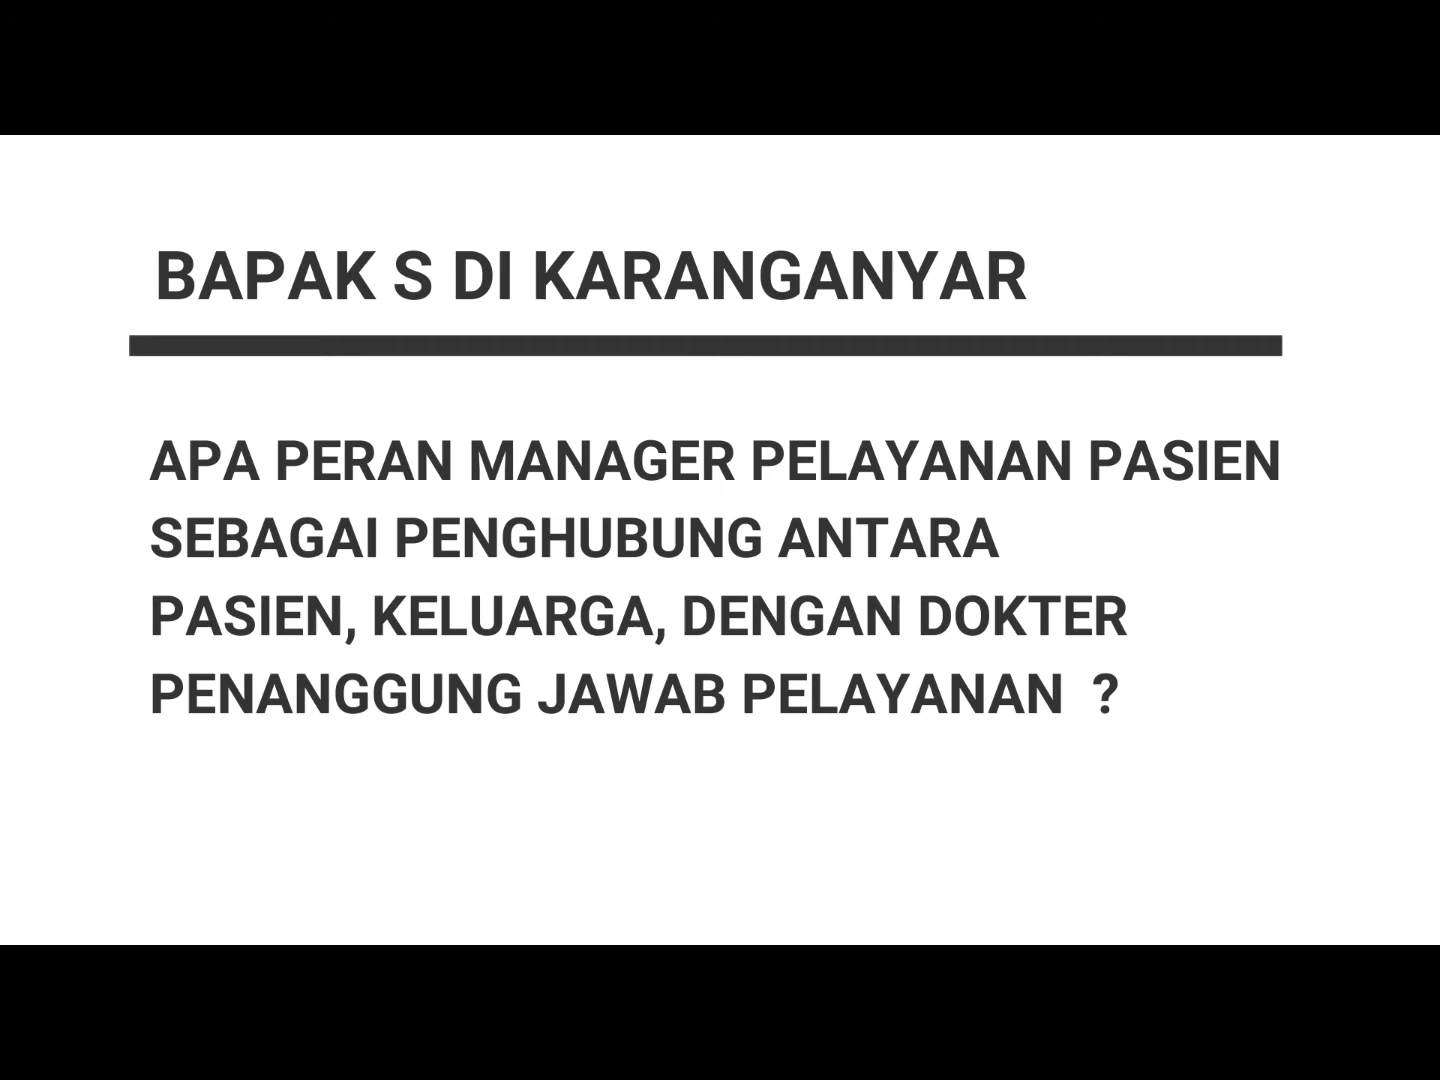 BAPAK S DI KARANGANYAR
APA PERAN MANAGER PELAYANAN PASIEN
SEBAGAI PENGHUBUNG ANTARA
PASIEN, KELUARGA, DENGAN DOKTER
PENANGGUNG JAWAB PELAYANAN  ?